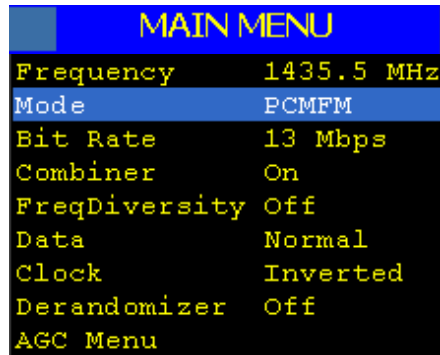 MAIN MENU
Frequency 1435.5 MHz
Mode PCMFM
Bit Rate 13 Mbps
Combiner On
FreqDiversity Off
Data Normal
Clock Inverted
Derandomizer Off
AGC Menu